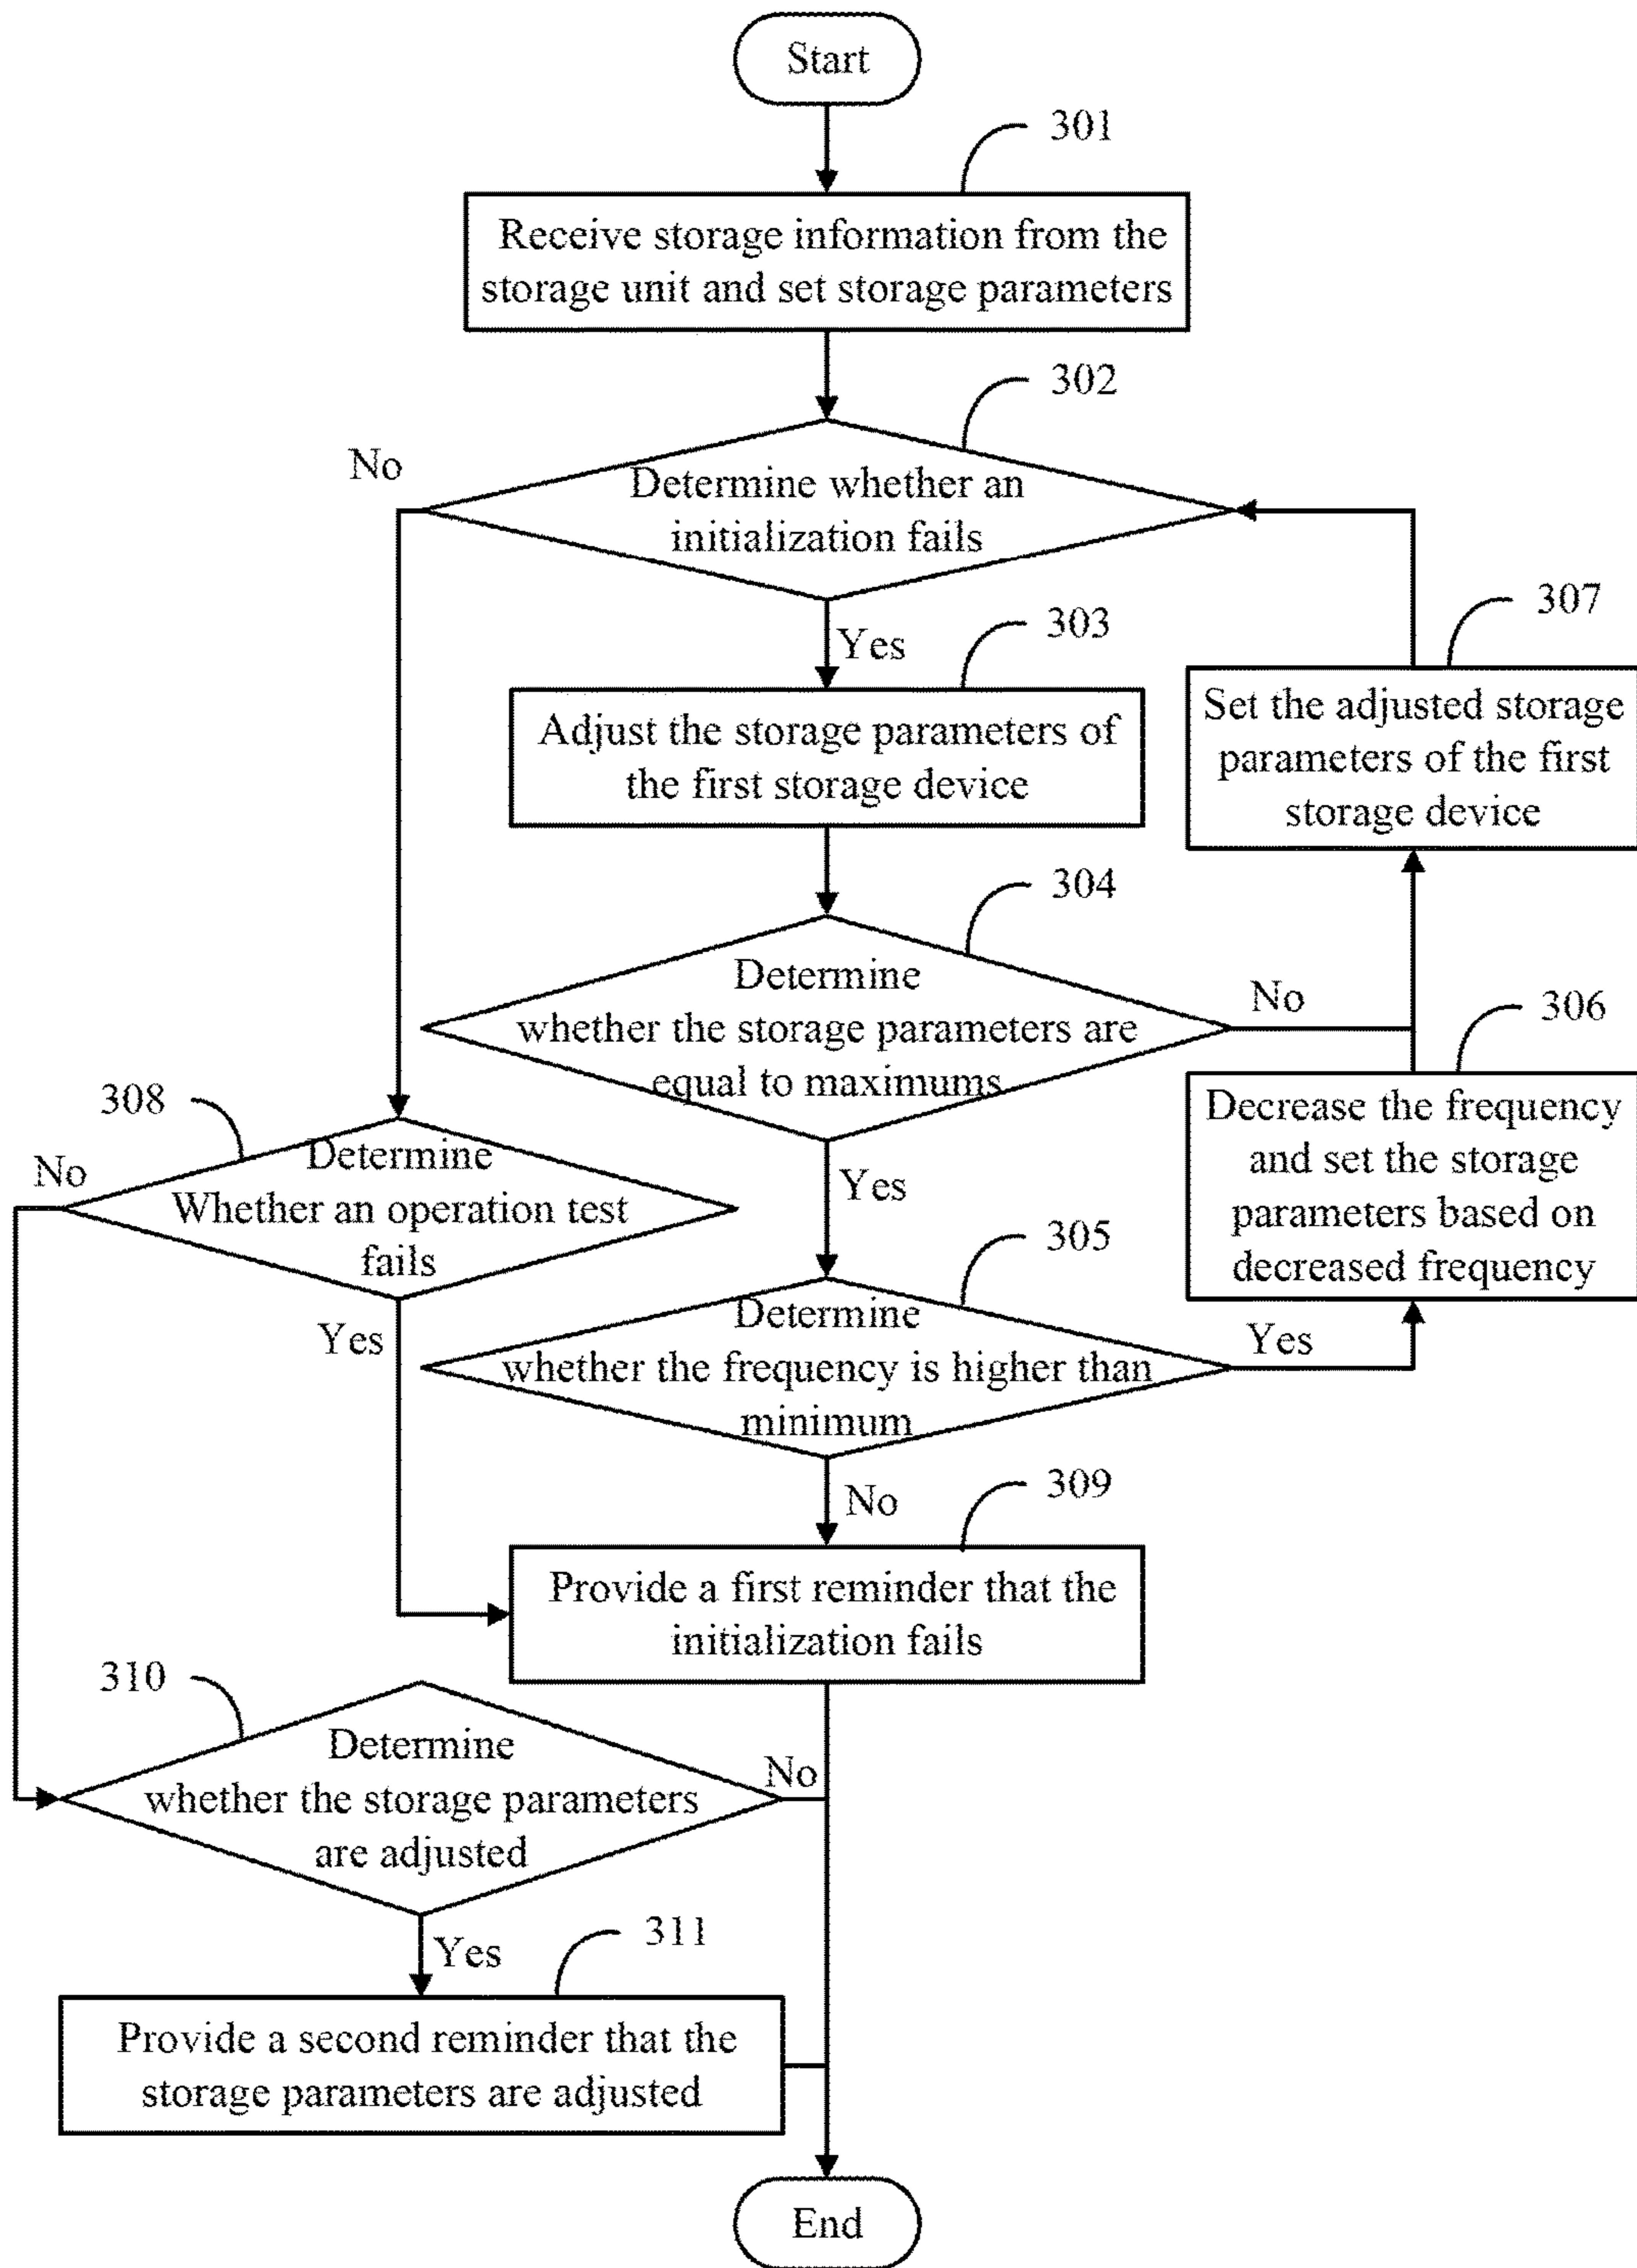 Start
301
Receive storage information from the
storage unit and set storage parameters
302
No
Determine whether an
initialization fails
Yes
303
307
Adjust the storage parameters of
the first storage device
Set the adjusted storage
parameters of the first
storage device
304
Determine
whether the storage parameters are
equal to maximums
No
306
Decrease the frequency
and set the storage
parameters based on
decreased frequency
308
No
Determine
Whether an operation test
fails
Yes
Yes
305
Determine
whether the frequency is higher than
minimum
Yes
No
309
Provide a first reminder that the
initialization fails
310
Determine
whether the storage parameters
are adjusted
No
Yes
311
Provide a second reminder that the
storage parameters are adjusted
End